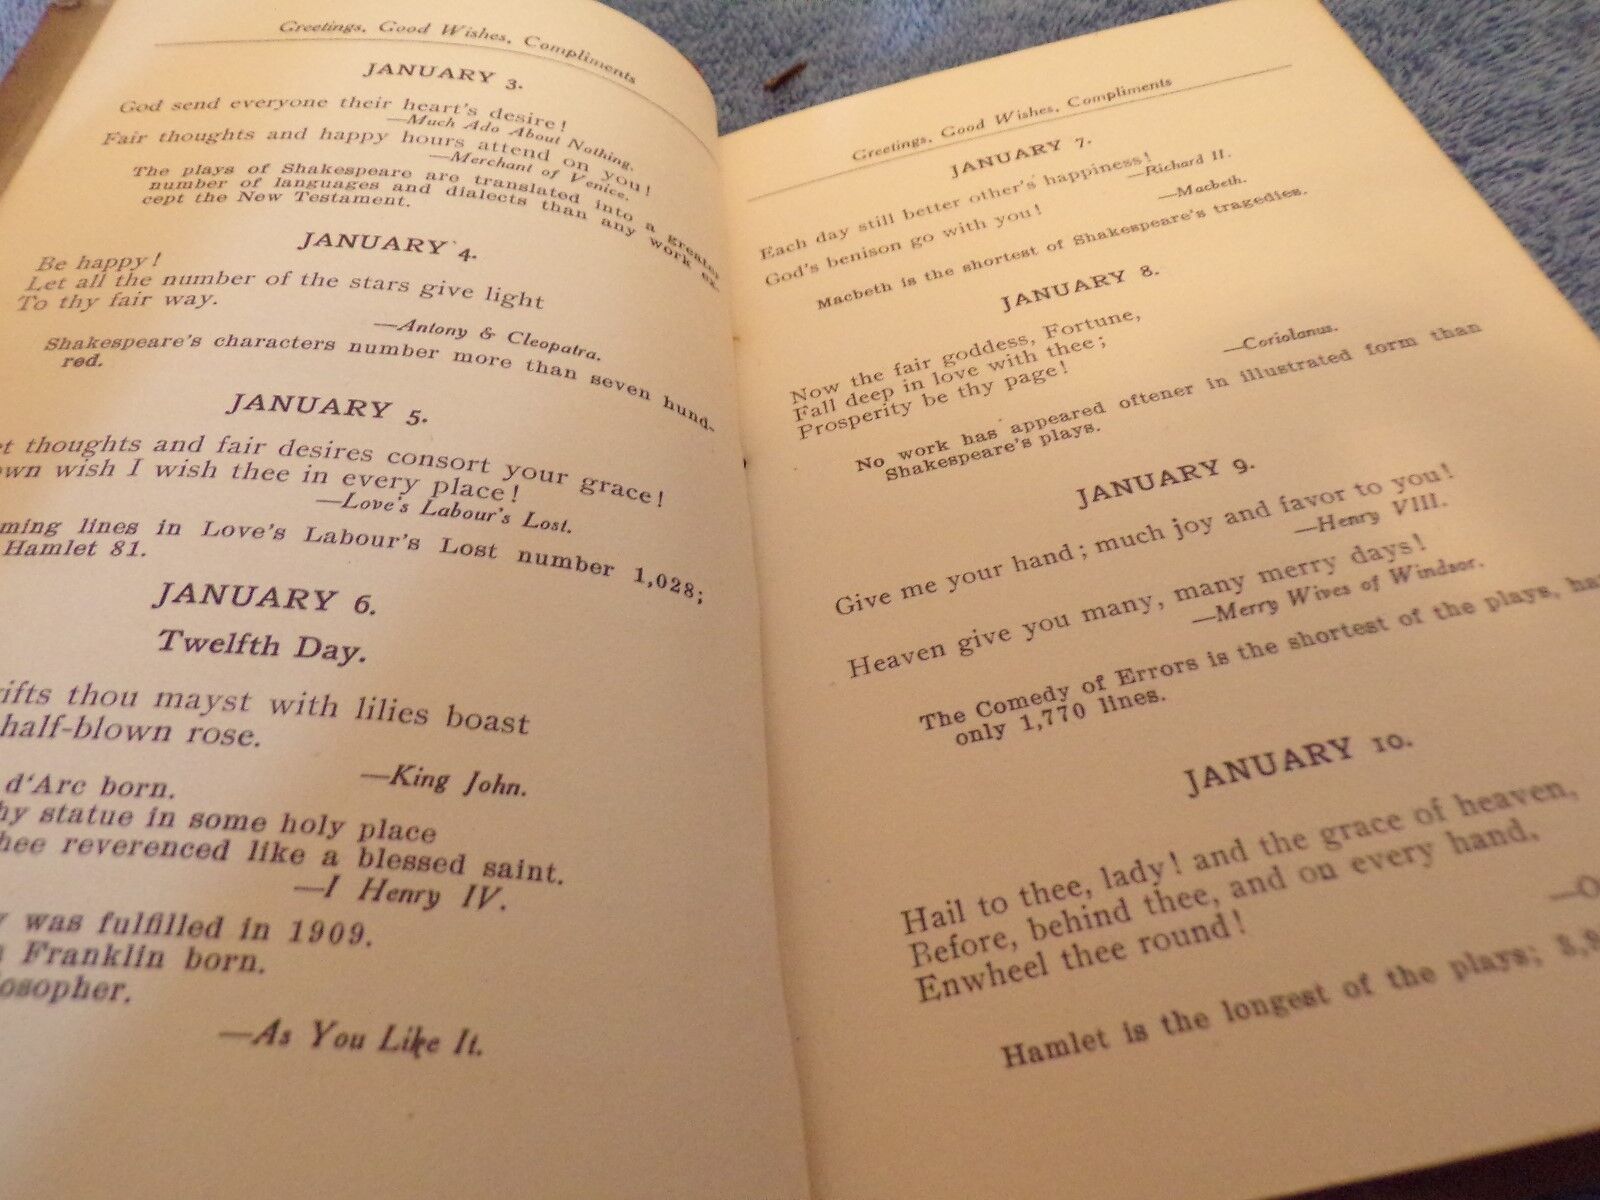 Greetings, Good Wishes, Compliments
JANUARY 3.
God send everyone their heart's desire!
—Much Ado About Nothing.
Fair thoughts and happy hours attend on you!
—Merchant of Venice.
The plays of Shakespeare are translated into a greater
number of languages and dialects than any work ex-
cept the New Testament.
JANUARY 4.
Be happy!
Let all the number of the stars give light
To thy fair way.
—Antony & Cleopatra.
Shakespeare's characters number more than seven hund-
red.
JANUARY 5.
thoughts and fair desires consort your grace!
own wish I wish thee in every place!
—Love's Labour's Lost.
ming lines in Love's Labour's Lost number 1,028;
Hamlet 81.
JANUARY 6.
Twelfth Day.
ifts thou mayst with lilies boast
half-blown rose.
—King John.
d'Arc born.
hy statue in some holy place
hee reverenced like a blessed saint.
—I Henry IV.
y was fulfilled in 1909.
Franklin born.
osopher.
—As You Like It.
Greetings, Good Wishes, Compliments
JANUARY 7.
Each day still better other's happiness!
—Richard II.
God's benison go with you!
—Macbeth.
Macbeth is the shortest of Shakespeare's tragedies.
JANUARY 8.
Now the fair goddess, Fortune,
Fall deep in love with thee;
Prosperity be thy page!
—Coriolanus.
No work has appeared oftener in illustrated form than
Shakespeare's plays.
JANUARY 9.
Give me your hand; much joy and favor to you!
—Henry VIII.
Heaven give you many, many merry days!
—Merry Wives of Windsor.
The Comedy of Errors is the shortest of the plays, ha
only 1,770 lines.
JANUARY 10.
Hail to thee, lady! and the grace of heaven,
Before, behind thee, and on every hand,
Enwheel thee round!
—O
Hamlet is the longest of the plays; 3,